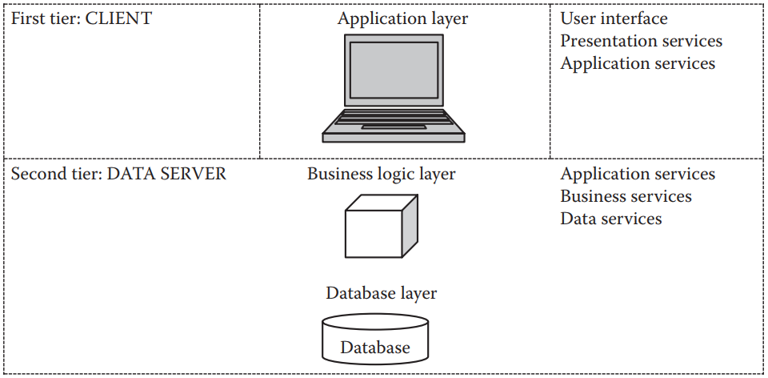 First tier: CLIENT
Application layer
User interface
Presentation services
Application services
Second tier: DATA SERVER
Business logic layer
Application services
Business services
Data services
Database layer
Database